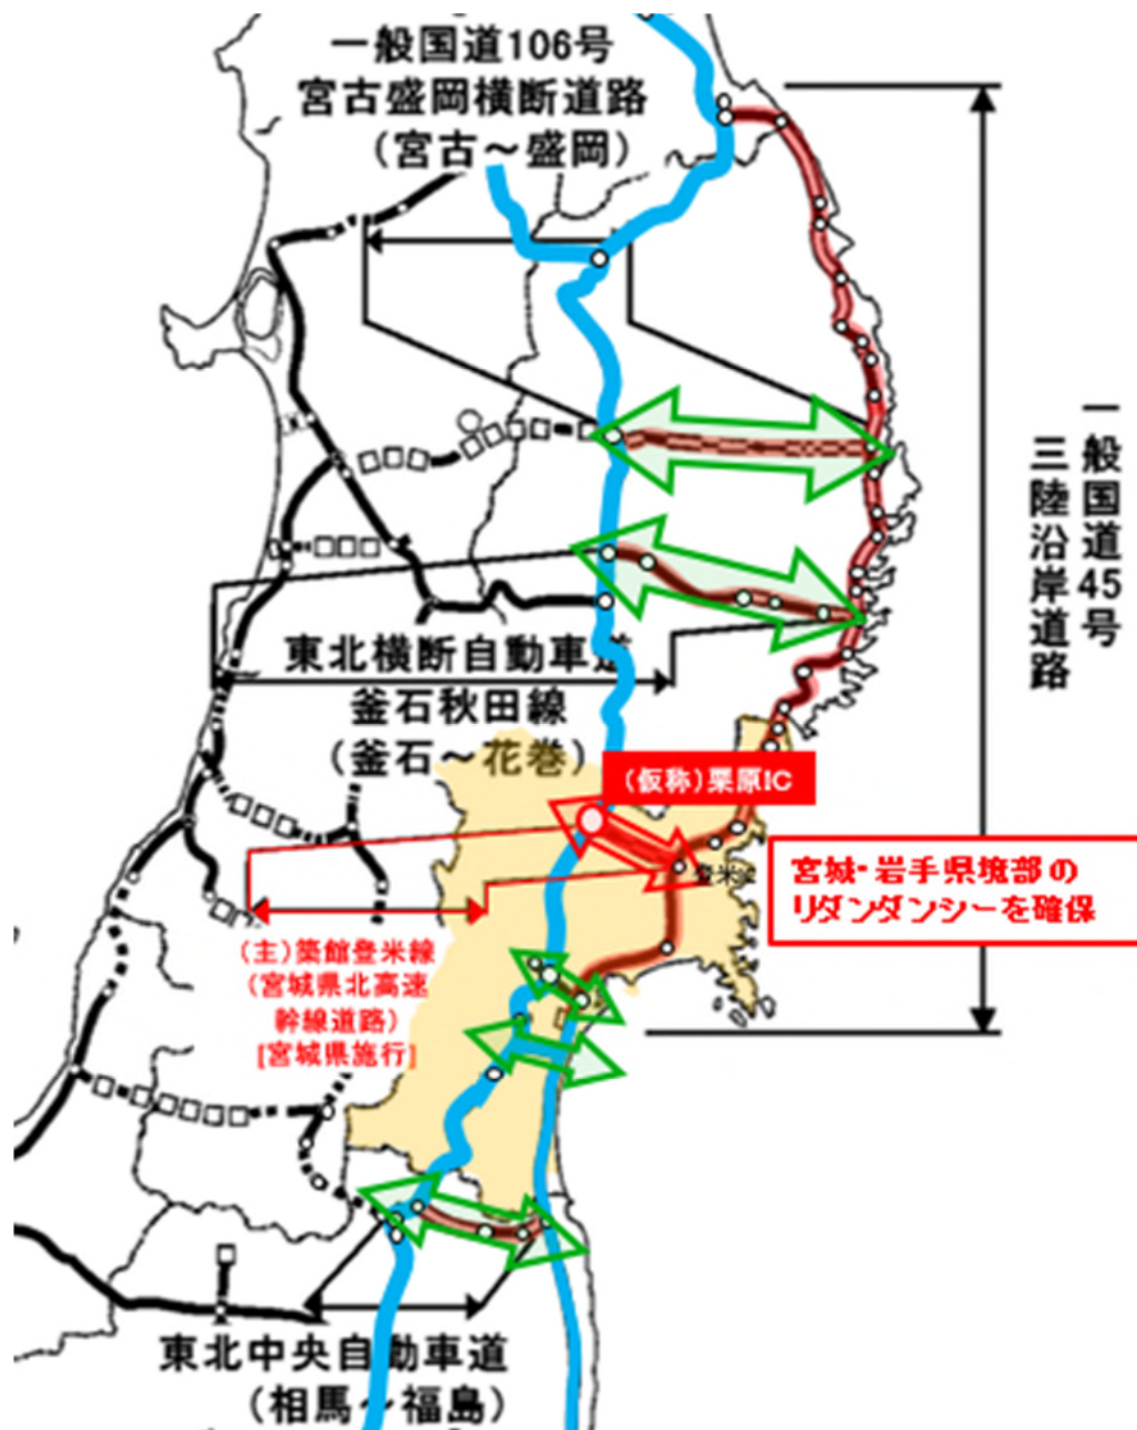 一般国道106号
宮古盛岡横断道路
（宮古～盛岡）
一般国道45号
三陸沿岸道路
東北横断自動車道
釜石秋田線
（釜石～花巻）
（仮称）栗原IC
登米
宮城・岩手県境部の
リダンダンシーを確保
（主）築館登米線
（宮城県北高速
幹線道路）
[宮城県施行]
東北中央自動車道
（相馬～福島）